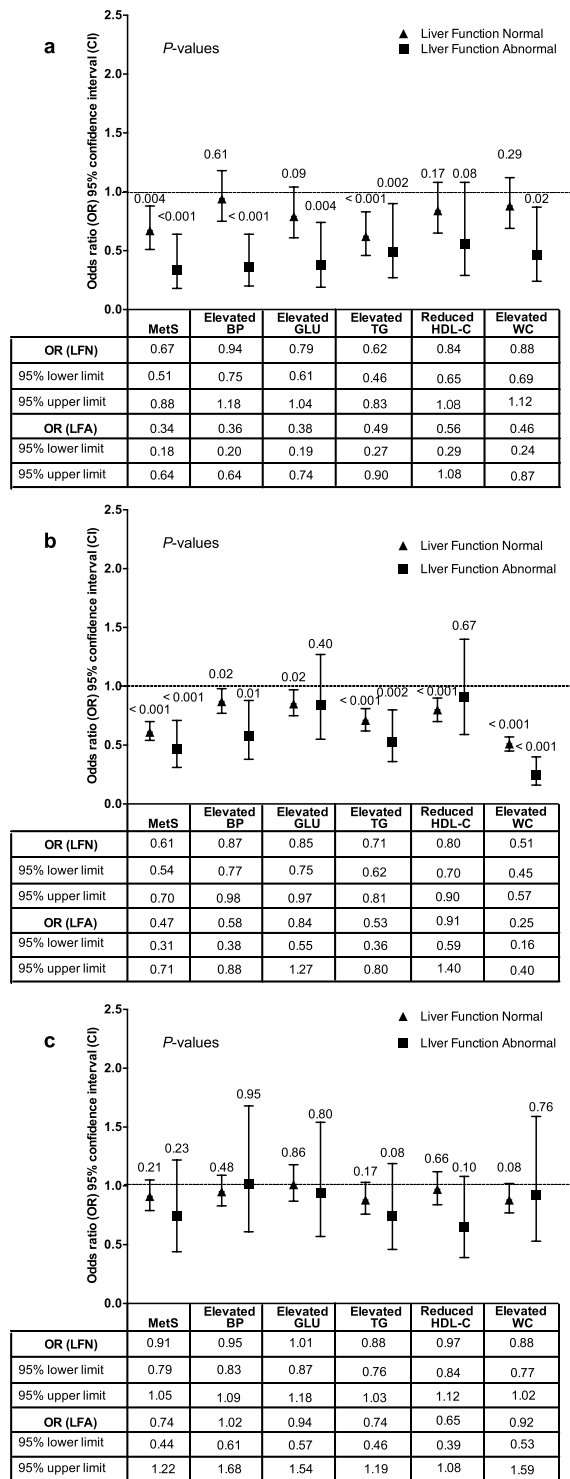 a
P-values
Liver Function Normal
LIver Function Abnormal
Odds ratio (OR) 95% confidence interval (CI)
2.5
2.0
1.5
1.0
0.5
0.0
0.004 <0.001 0.61 <0.001 0.09 0.004 <0.001 0.002 0.17 0.08 0.29 0.02
MetS Elevated BP Elevated GLU Elevated TG Reduced HDL-C Elevated WC
OR (LFN) 0.67 0.94 0.79 0.62 0.84 0.88
95% lower limit 0.51 0.75 0.61 0.46 0.65 0.69
95% upper limit 0.88 1.18 1.04 0.83 1.08 1.12
OR (LFA) 0.34 0.36 0.38 0.49 0.56 0.46
95% lower limit 0.18 0.20 0.19 0.27 0.29 0.24
95% upper limit 0.64 0.64 0.74 0.90 1.08 0.87
b
P-values
Liver Function Normal
LIver Function Abnormal
Odds ratio (OR) 95% confidence interval (CI)
2.5
2.0
1.5
1.0
0.5
0.0
< 0.001 < 0.001 0.02 0.01 0.02 0.40 <0.001 0.002 <0.001 0.67 <0.001 < 0.001
MetS Elevated BP Elevated GLU Elevated TG Reduced HDL-C Elevated WC
OR (LFN) 0.61 0.87 0.85 0.71 0.80 0.51
95% lower limit 0.54 0.77 0.75 0.62 0.70 0.45
95% upper limit 0.70 0.98 0.97 0.81 0.90 0.57
OR (LFA) 0.47 0.58 0.84 0.53 0.91 0.25
95% lower limit 0.31 0.38 0.55 0.36 0.59 0.16
95% upper limit 0.71 0.88 1.27 0.80 1.40 0.40
c
P-values
Liver Function Normal
LIver Function Abnormal
Odds ratio (OR) 95% confidence interval (CI)
2.5
2.0
1.5
1.0
0.5
0.0
0.21 0.23 0.48 0.95 0.86 0.80 0.17 0.08 0.66 0.10 0.08 0.76
MetS Elevated BP Elevated GLU Elevated TG Reduced HDL-C Elevated WC
OR (LFN) 0.91 0.95 1.01 0.88 0.97 0.88
95% lower limit 0.79 0.83 0.87 0.76 0.84 0.77
95% upper limit 1.05 1.09 1.18 1.03 1.12 1.02
OR (LFA) 0.74 1.02 0.94 0.74 0.65 0.92
95% lower limit 0.44 0.61 0.57 0.46 0.39 0.53
95% upper limit 1.22 1.68 1.54 1.19 1.08 1.59